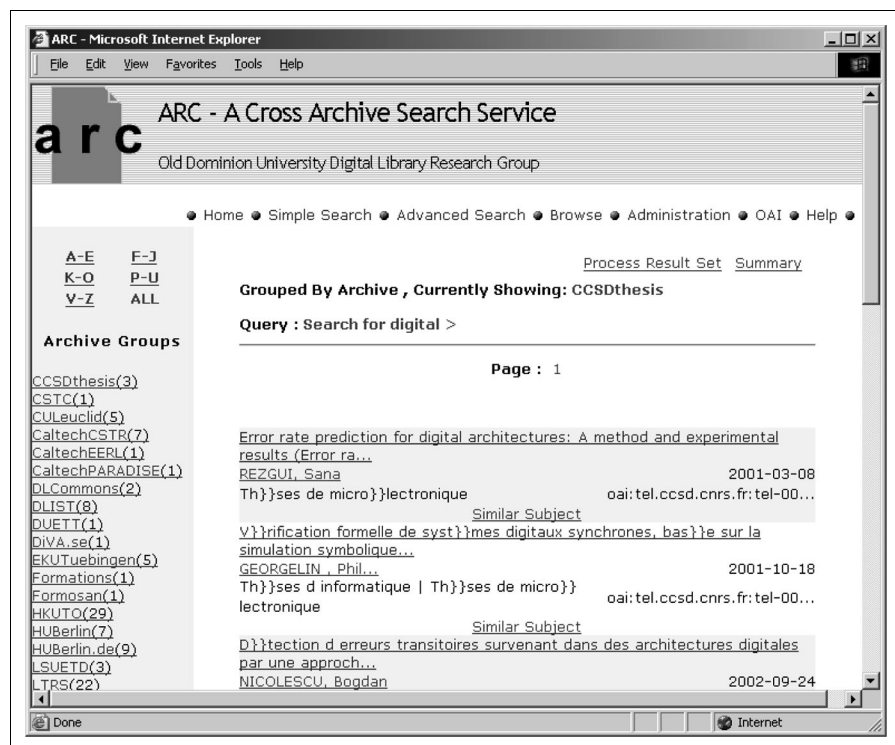 ARC - Microsoft Internet Explorer
File Edit View Favorites Tools Help
arc
ARC - A Cross Archive Search Service
Old Dominion University Digital Library Research Group
Home Simple Search Advanced Search Browse Administration OAI Help
A-E F-J
K-O P-U
V-Z ALL
Archive Groups
CCSDthesis(3)
CSTC(1)
CULeuclid(5)
CaltechCSTR(7)
CaltechEERL(1)
CaltechPARADISE(1)
DLCommons(2)
DLIST(8)
DUETT(1)
DiVA.se(1)
EKUTuebingen(5)
Formations(1)
Formosan(1)
HKUTO(29)
HUBerlin(7)
HUBerlin.de(9)
LSUETD(3)
LTRS(22)
Process Result Set Summary
Grouped By Archive , Currently Showing: CCSDthesis
Query : Search for digital >
Page : 1
Error rate prediction for digital architectures: A method and experimental
results (Error ra...
REZGUI, Sana 2001-03-08
Th}}ses de micro}}lectronique oai:tel.ccsd.cnrs.fr:tel-00...
Similar Subject
V}}rification formelle de syst}}mes digitaux synchrones, bas}}e sur la
simulation symbolique...
GEORGELIN , Phil... 2001-10-18
Th}}ses d informatique | Th}}ses de micro}}
lectronique oai:tel.ccsd.cnrs.fr:tel-00...
Similar Subject
D}}tection d erreurs transitoires survenant dans des architectures digitales
par une approch...
NICOLESCU, Bogdan 2002-09-24
Done Internet